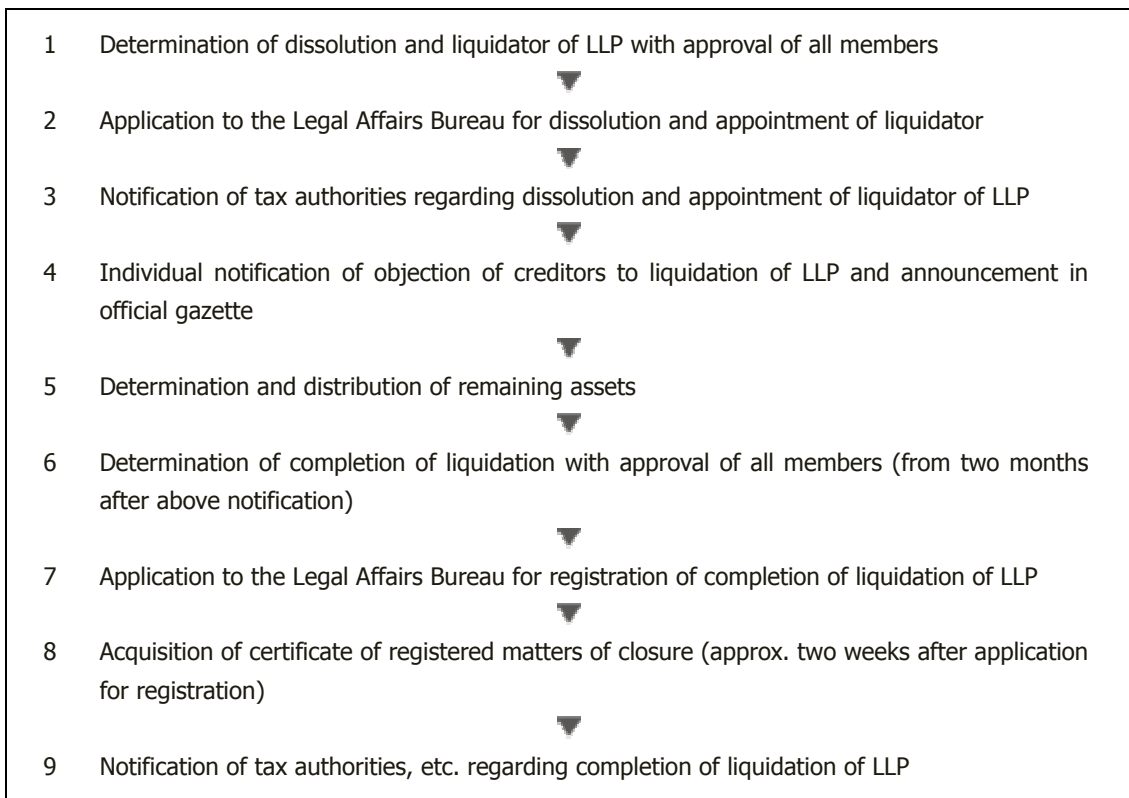 1 Determination of dissolution and liquidator of LLP with approval of all members
2 Application to the Legal Affairs Bureau for dissolution and appointment of liquidator
3 Notification of tax authorities regarding dissolution and appointment of liquidator of LLP
4 Individual notification of objection of creditors to liquidation of LLP and announcement in
official gazette
5 Determination and distribution of remaining assets
6 Determination of completion of liquidation with approval of all members (from two months
after above notification)
7 Application to the Legal Affairs Bureau for registration of completion of liquidation of LLP
8 Acquisition of certificate of registered matters of closure (approx. two weeks after application
for registration)
9 Notification of tax authorities, etc. regarding completion of liquidation of LLP